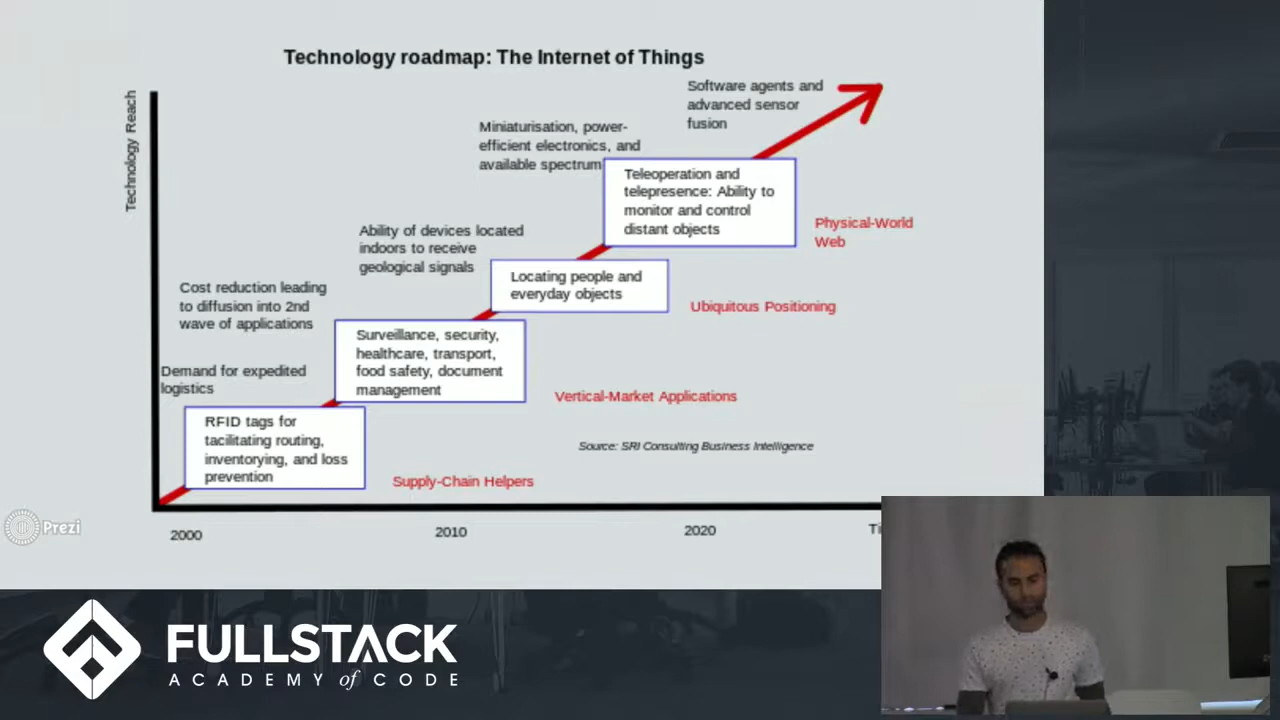 Technology roadmap: The Internet of Things
Technology Reach
Software agents and
advanced sensor
fusion
Miniaturisation, power-
efficient electronics, and
available spectrum
Teleoperation and
telepresence: Ability to
monitor and control
distant objects
Physical-World
Web
Ability of devices located
indoors to receive
geological signals
Locating people and
everyday objects
Ubiquitous Positioning
Cost reduction leading
to diffusion into 2nd
wave of applications
Surveillance, security,
healthcare, transport,
food safety, document
management
Vertical-Market Applications
Demand for expedited
logistics
RFID tags for
tacilitating routing,
inventorying, and loss
prevention
Supply-Chain Helpers
Source: SRI Consulting Business Intelligence
2000
2010
2020
Prezi
FULLSTACK
ACADEMY of CODE